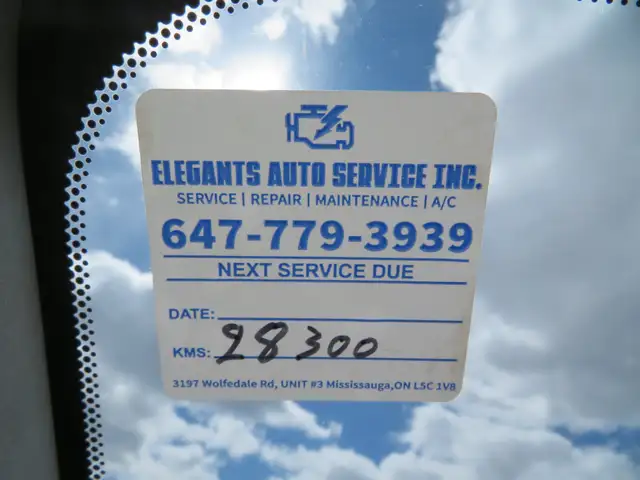 ELEGANTS AUTO SERVICE INC.
SERVICE | REPAIR | MAINTENANCE | A/C
647-779-3939
NEXT SERVICE DUE
DATE:
KMS: 98300
3197 Wolfedale Rd, UNIT #3 Mississauga,ON L5C 1V8